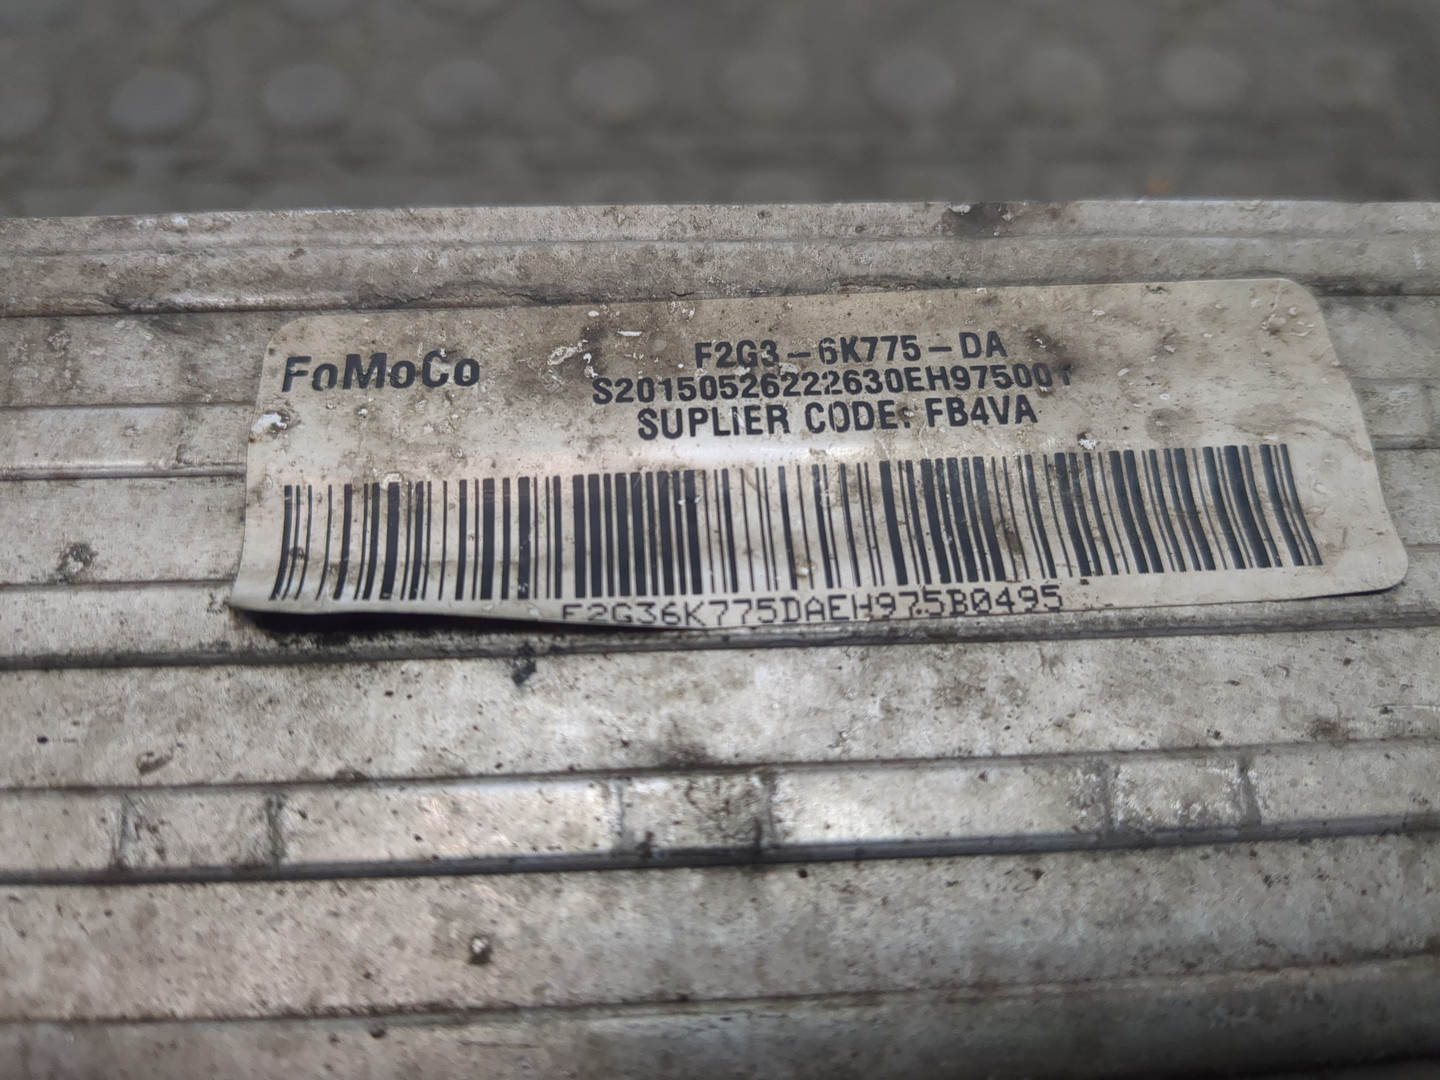 FoMoCo
F2G3-6K775-DA
S20150526222630EH975001
SUPLIER CODE: FB4VA
F2G36K775DAEH975B0495